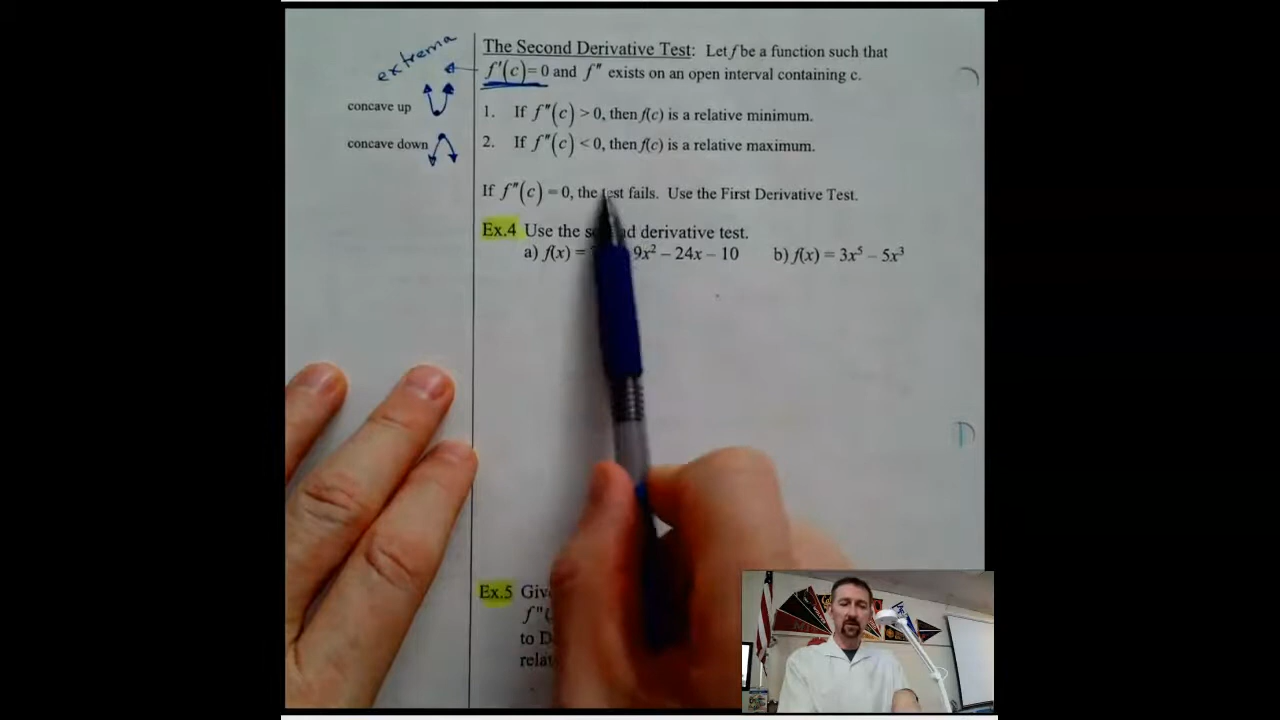 extrema
The Second Derivative Test: Let f be a function such that
f'(c) = 0 and f" exists on an open interval containing c.
concave up
1. If f"(c) > 0, then f(c) is a relative minimum.
concave down
2. If f"(c) < 0, then f(c) is a relative maximum.
If f"(c) = 0, the test fails. Use the First Derivative Test.
Ex.4 Use the second derivative test.
a) f(x) = 9x² – 24x – 10 b) f(x) = 3x⁵ – 5x³
Ex.5
f"(
to